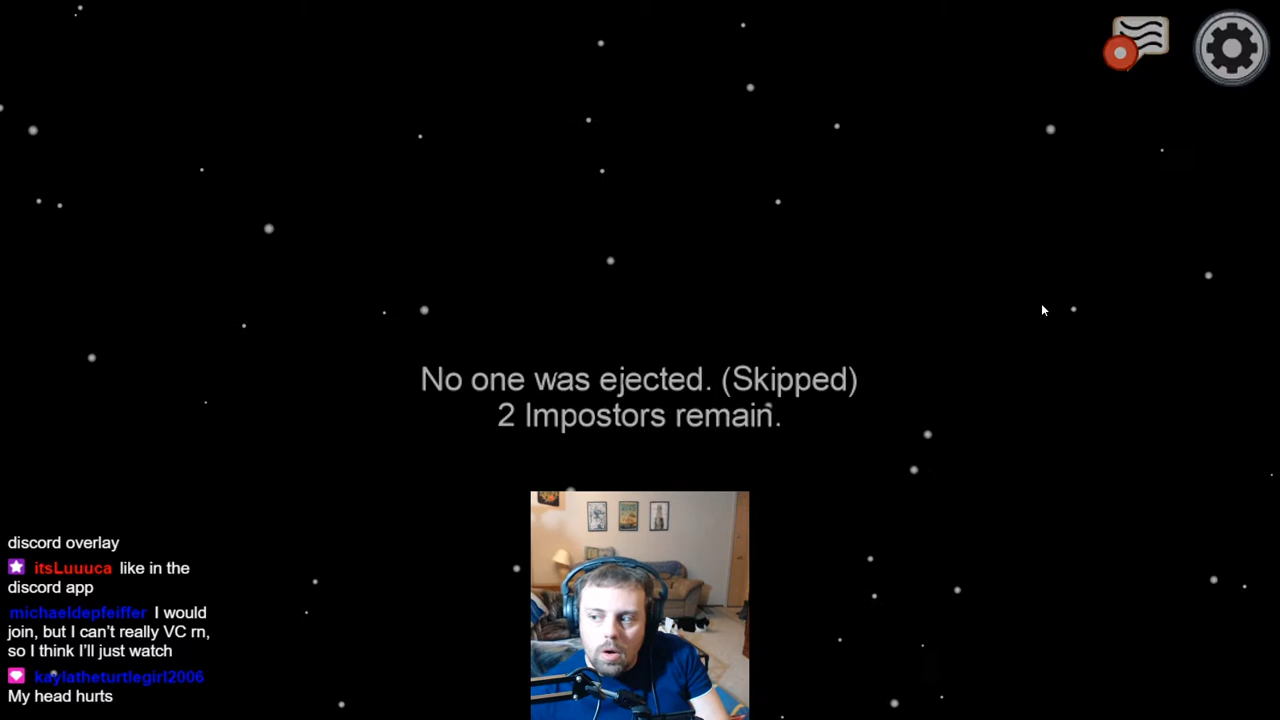 No one was ejected. (Skipped)
2 Impostors remain.
discord overlay
itsLuuuca like in the
discord app
michaeldepfeiffer I would
join, but I can't really VC rn,
so I think I'll just watch
kaylatheturtlegirl2006
My head hurts